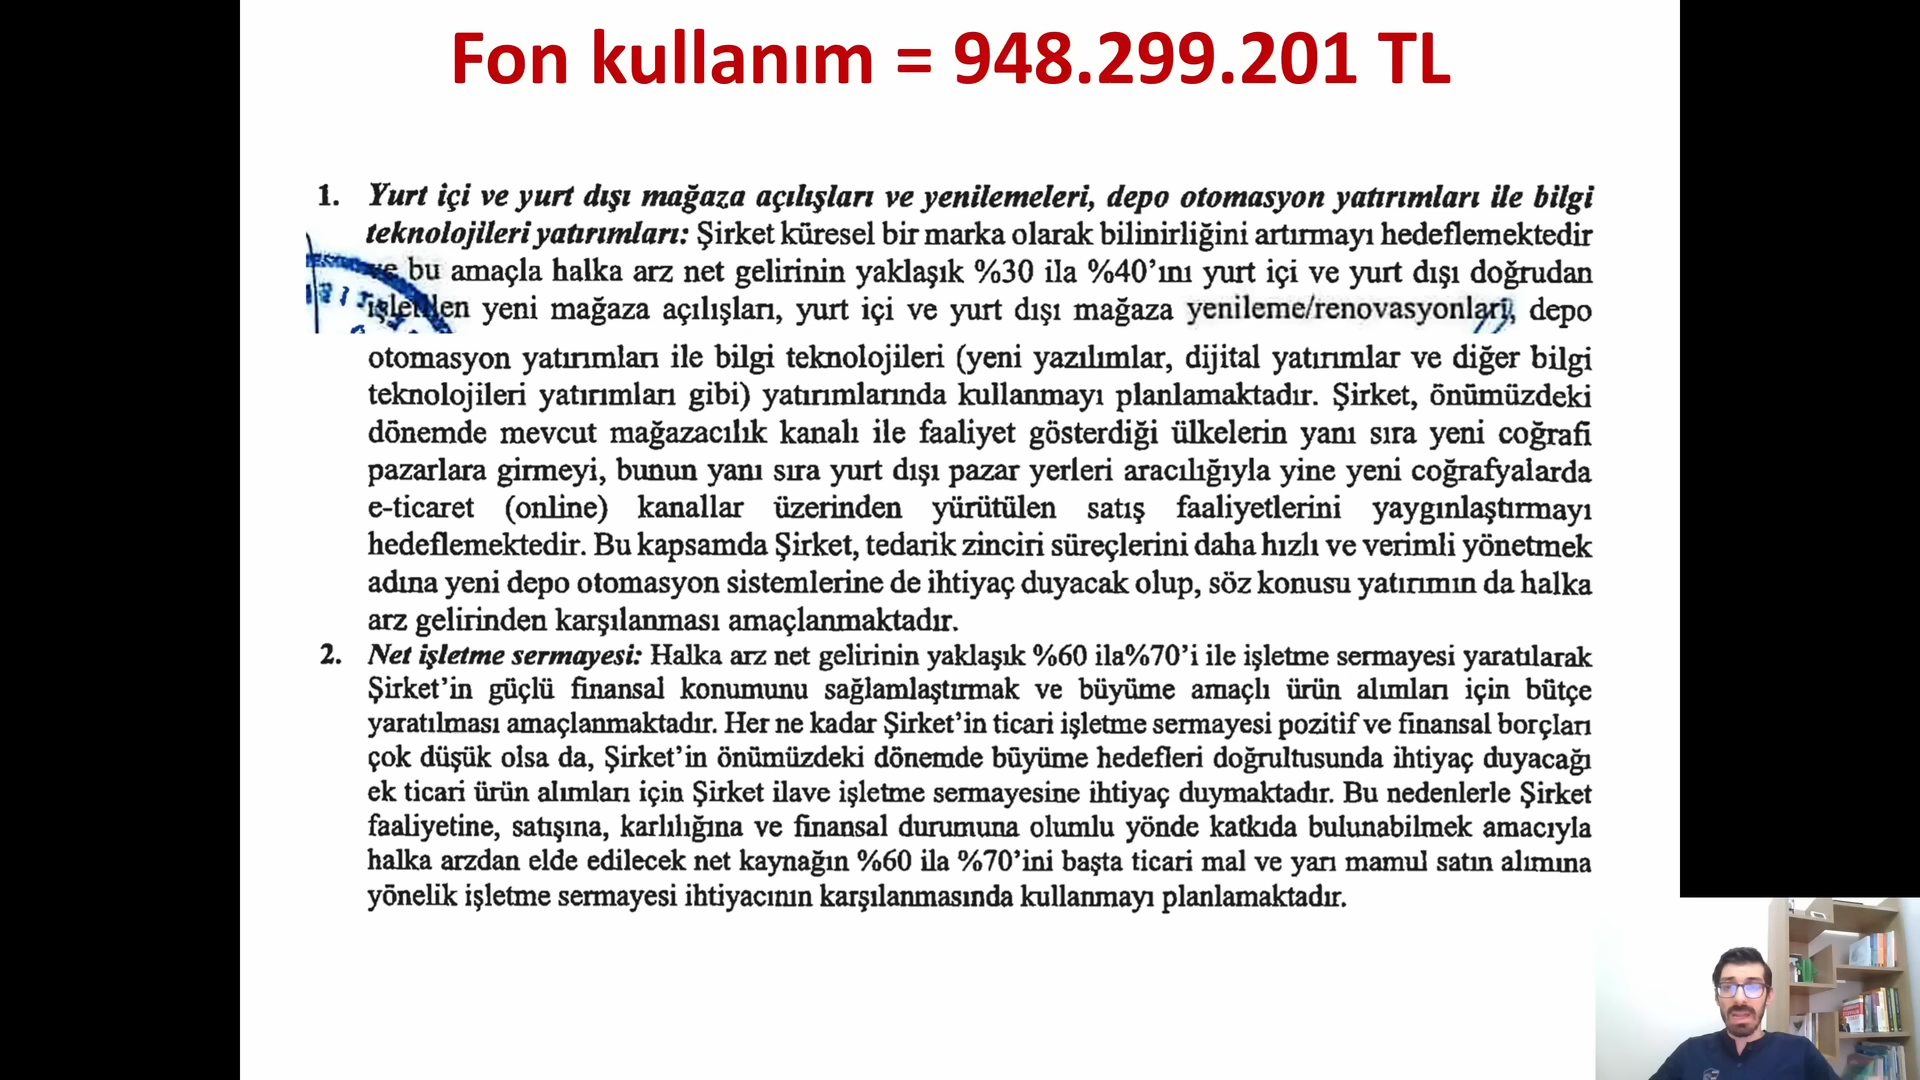 Fon kullanım = 948.299.201 TL
1. Yurt içi ve yurt dışı mağaza açılışları ve yenilemeleri, depo otomasyon yatırımları ile bilgi
teknolojileri yatırımları: Şirket küresel bir marka olarak bilinirliğini artırmayı hedeflemektedir
ve bu amaçla halka arz net gelirinin yaklaşık %30 ila %40'ını yurt içi ve yurt dışı doğrudan
işletilen yeni mağaza açılışları, yurt içi ve yurt dışı mağaza yenileme/renovasyonları, depo
otomasyon yatırımları ile bilgi teknolojileri (yeni yazılımlar, dijital yatırımlar ve diğer bilgi
teknolojileri yatırımları gibi) yatırımlarında kullanmayı planlamaktadır. Şirket, önümüzdeki
dönemde mevcut mağazacılık kanalı ile faaliyet gösterdiği ülkelerin yanı sıra yeni coğrafi
pazarlara girmeyi, bunun yanı sıra yurt dışı pazar yerleri aracılığıyla yine yeni coğrafyalarda
e-ticaret (online) kanallar üzerinden yürütülen satış faaliyetlerini yaygınlaştırmayı
hedeflemektedir. Bu kapsamda Şirket, tedarik zinciri süreçlerini daha hızlı ve verimli yönetmek
adına yeni depo otomasyon sistemlerine de ihtiyaç duyacak olup, söz konusu yatırımın da halka
arz gelirinden karşılanması amaçlanmaktadır.
2. Net işletme sermayesi: Halka arz net gelirinin yaklaşık %60 ila%70'i ile işletme sermayesi yaratılarak
Şirket'in güçlü finansal konumunu sağlamlaştırmak ve büyüme amaçlı ürün alımları için bütçe
yaratılması amaçlanmaktadır. Her ne kadar Şirket'in ticari işletme sermayesi pozitif ve finansal borçları
çok düşük olsa da, Şirket'in önümüzdeki dönemde büyüme hedefleri doğrultusunda ihtiyaç duyacağı
ek ticari ürün alımları için Şirket ilave işletme sermayesine ihtiyaç duymaktadır. Bu nedenlerle Şirket
faaliyetine, satışına, karlılığına ve finansal durumuna olumlu yönde katkıda bulunabilmek amacıyla
halka arzdan elde edilecek net kaynağın %60 ila %70'ini başta ticari mal ve yarı mamul satın alımına
yönelik işletme sermayesi ihtiyacının karşılanmasında kullanmayı planlamaktadır.